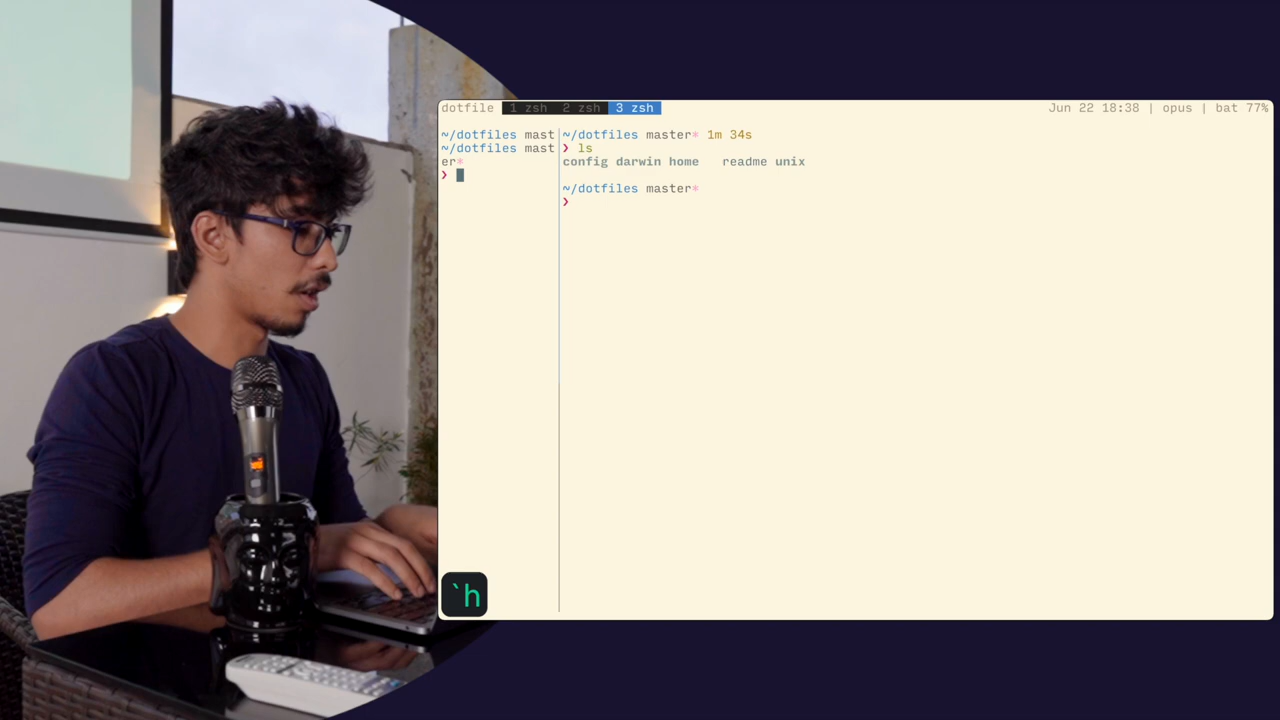 dotfile 1 zsh 2 zsh 3 zsh Jun 22 18:38 | opus | bat 77%
~/dotfiles mast
~/dotfiles mast
er*
❯
~/dotfiles master* 1m 34s
❯ ls
config darwin home readme unix
~/dotfiles master*
❯
`h